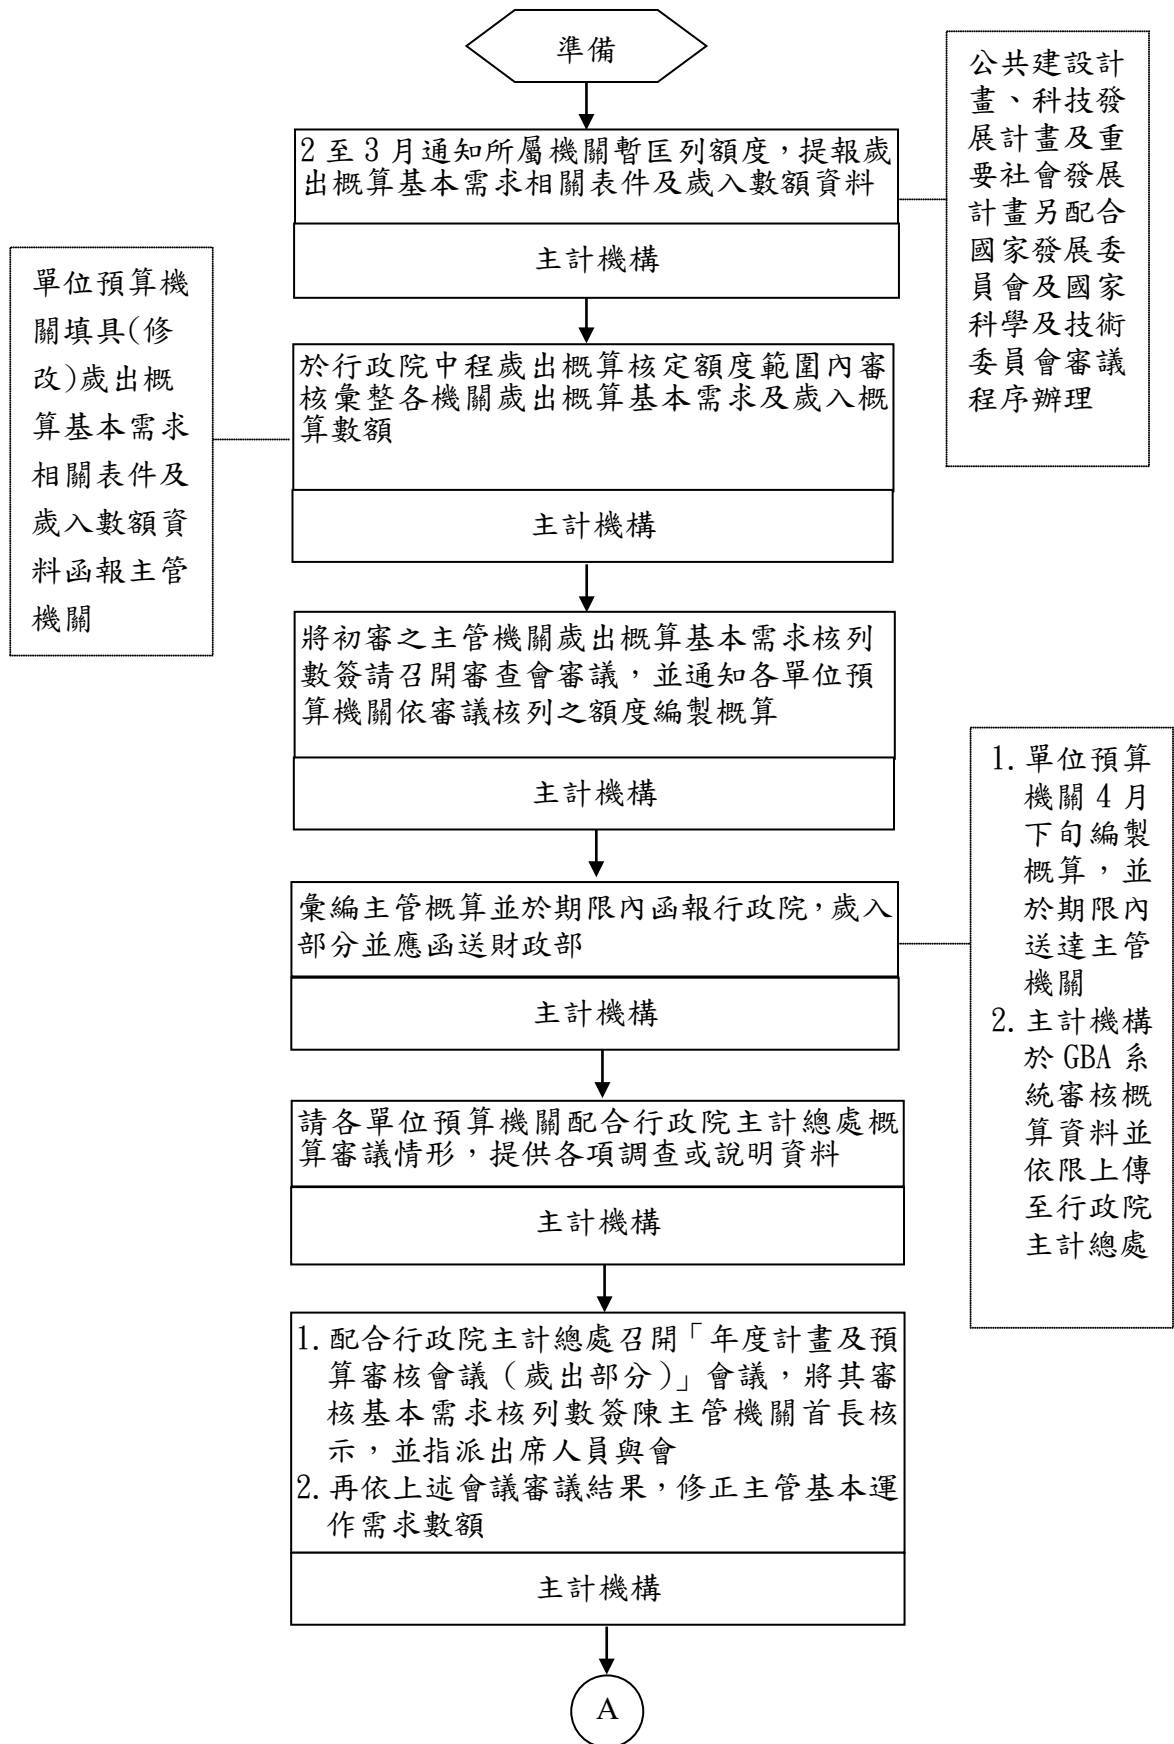 準備
公共建設計
畫、科技發
展計畫及重
要社會發展
計畫另配合
國家發展委
員會及國家
科學及技術
委員會審議
程序辦理
2 至 3 月通知所屬機關暫匡列額度，提報歲
出概算基本需求相關表件及歲入數額資料
主計機構
單位預算機
關填具(修
改)歲出概
算基本需求
相關表件及
歲入數額資
料函報主管
機關
於行政院中程歲出概算核定額度範圍內審
核彙整各機關歲出概算基本需求及歲入概
算數額
主計機構
將初審之主管機關歲出概算基本需求核列
數簽請召開審查會審議，並通知各單位預
算機關依審議核列之額度編製概算
主計機構
彙編主管概算並於期限內函報行政院，歲入
部分並應函送財政部
主計機構
1. 單位預算
機關 4 月
下旬編製
概算，並
於期限內
送達主管
機關
2. 主計機構
於 GBA 系
統審核概
算資料並
依限上傳
至行政院
主計總處
請各單位預算機關配合行政院主計總處概
算審議情形，提供各項調查或說明資料
主計機構
1. 配合行政院主計總處召開「年度計畫及預
算審核會議（歲出部分）」會議，將其審
核基本需求核列數簽陳主管機關首長核
示，並指派出席人員與會
2. 再依上述會議審議結果，修正主管基本運
作需求數額
主計機構
A